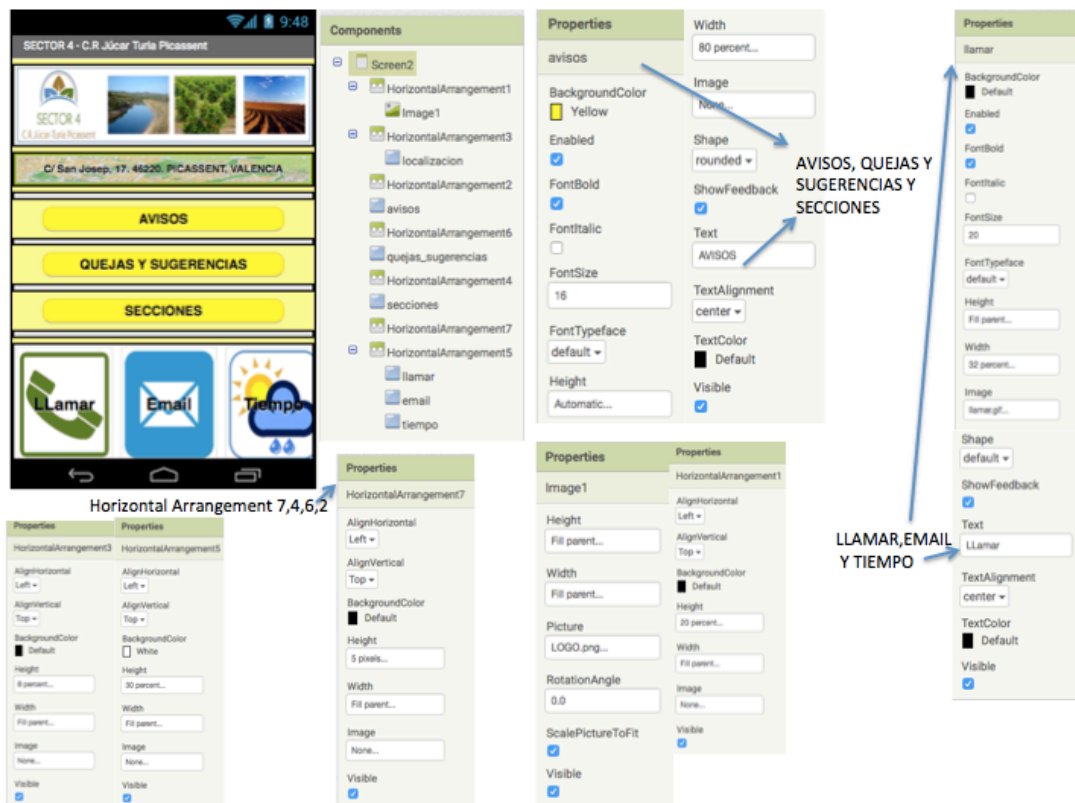 9:48
SECTOR 4 - C.R Júcar Turia Picassent
SECTOR 4
C.R.Júcar-Turia Picassent
C/ San Josep, 17. 46220. PICASSENT, VALENCIA
AVISOS
QUEJAS Y SUGERENCIAS
SECCIONES
LLamar
Email
Tiempo
Components
Screen2
HorizontalArrangement1
Image1
HorizontalArrangement3
localizacion
HorizontalArrangement2
avisos
HorizontalArrangement6
quejas_sugerencias
HorizontalArrangement4
secciones
HorizontalArrangement7
HorizontalArrangement5
llamar
email
tiempo
Properties
avisos
BackgroundColor
Yellow
Enabled
FontBold
FontItalic
FontSize
16
FontTypeface
default
Height
Automatic...
Width
80 percent...
Image
None...
Shape
rounded
ShowFeedback
Text
AVISOS
TextAlignment
center
TextColor
Default
Visible
AVISOS, QUEJAS Y
SUGERENCIAS Y
SECCIONES
Properties
llamar
BackgroundColor
Default
Enabled
FontBold
FontItalic
FontSize
20
FontTypeface
default
Height
Fill parent...
Width
32 percent...
Image
llamar.gif...
Shape
default
ShowFeedback
Text
LLamar
TextAlignment
center
TextColor
Default
Visible
LLAMAR,EMAIL
Y TIEMPO
Horizontal Arrangement 7,4,6,2
Properties
HorizontalArrangement3
AlignHorizontal
Left
AlignVertical
Top
BackgroundColor
Default
Height
8 percent...
Width
Fill parent...
Image
None...
Visible
Properties
HorizontalArrangement5
AlignHorizontal
Left
AlignVertical
Top
BackgroundColor
White
Height
30 percent...
Width
Fill parent...
Image
None...
Visible
Properties
HorizontalArrangement7
AlignHorizontal
Left
AlignVertical
Top
BackgroundColor
Default
Height
5 pixels...
Width
Fill parent...
Image
None...
Visible
Properties
Image1
Height
Fill parent...
Width
Fill parent...
Picture
LOGO.png...
RotationAngle
0.0
ScalePictureToFit
Visible
Properties
HorizontalArrangement1
AlignHorizontal
Left
AlignVertical
Top
BackgroundColor
Default
Height
20 percent...
Width
Fill parent...
Image
None...
Visible